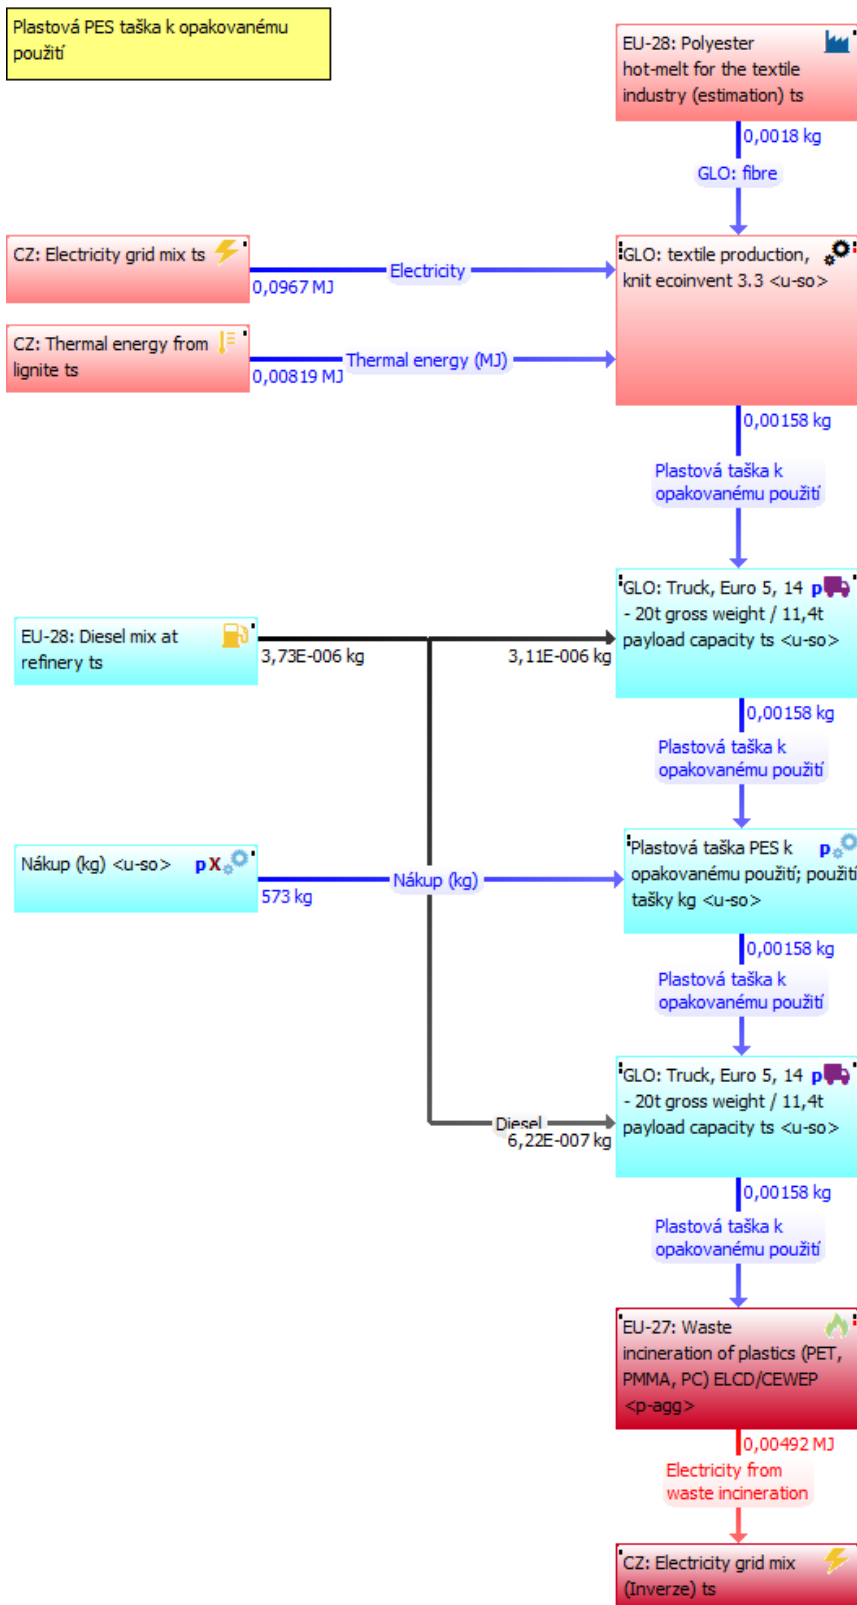 Plastová PES taška k opakovanému
použití
EU-28: Polyester
hot-melt for the textile
industry (estimation) ts
0,0018 kg
GLO: fibre
CZ: Electricity grid mix ts
0,0967 MJ
Electricity
GLO: textile production,
knit ecoinvent 3.3 <u-so>
CZ: Thermal energy from
lignite ts
0,00819 MJ
Thermal energy (MJ)
0,00158 kg
Plastová taška k
opakovanému použití
EU-28: Diesel mix at
refinery ts
3,73E-006 kg
3,11E-006 kg
GLO: Truck, Euro 5, 14 p
- 20t gross weight / 11,4t
payload capacity ts <u-so>
0,00158 kg
Plastová taška k
opakovanému použití
Nákup (kg) <u-so> p X
573 kg
Nákup (kg)
Plastová taška PES k p
opakovanému použití; použití
tašky kg <u-so>
0,00158 kg
Plastová taška k
opakovanému použití
Diesel
6,22E-007 kg
GLO: Truck, Euro 5, 14 p
- 20t gross weight / 11,4t
payload capacity ts <u-so>
0,00158 kg
Plastová taška k
opakovanému použití
EU-27: Waste
incineration of plastics (PET,
PMMA, PC) ELCD/CEWEP
<p-agg>
0,00492 MJ
Electricity from
waste incineration
CZ: Electricity grid mix
(Inverze) ts